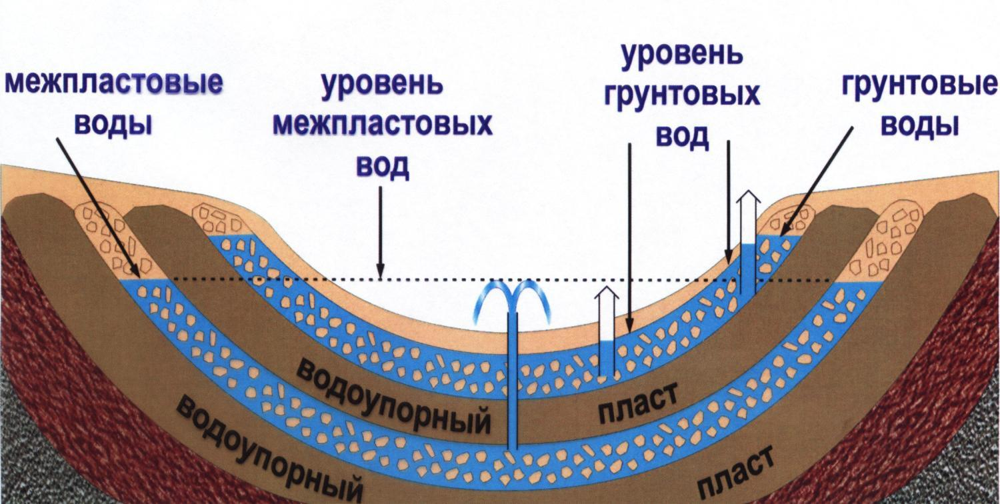 межпластовые
воды
уровень
межпластовых
вод
уровень
грунтовых
вод
грунтовые
воды
водоупорный пласт
водоупорный пласт